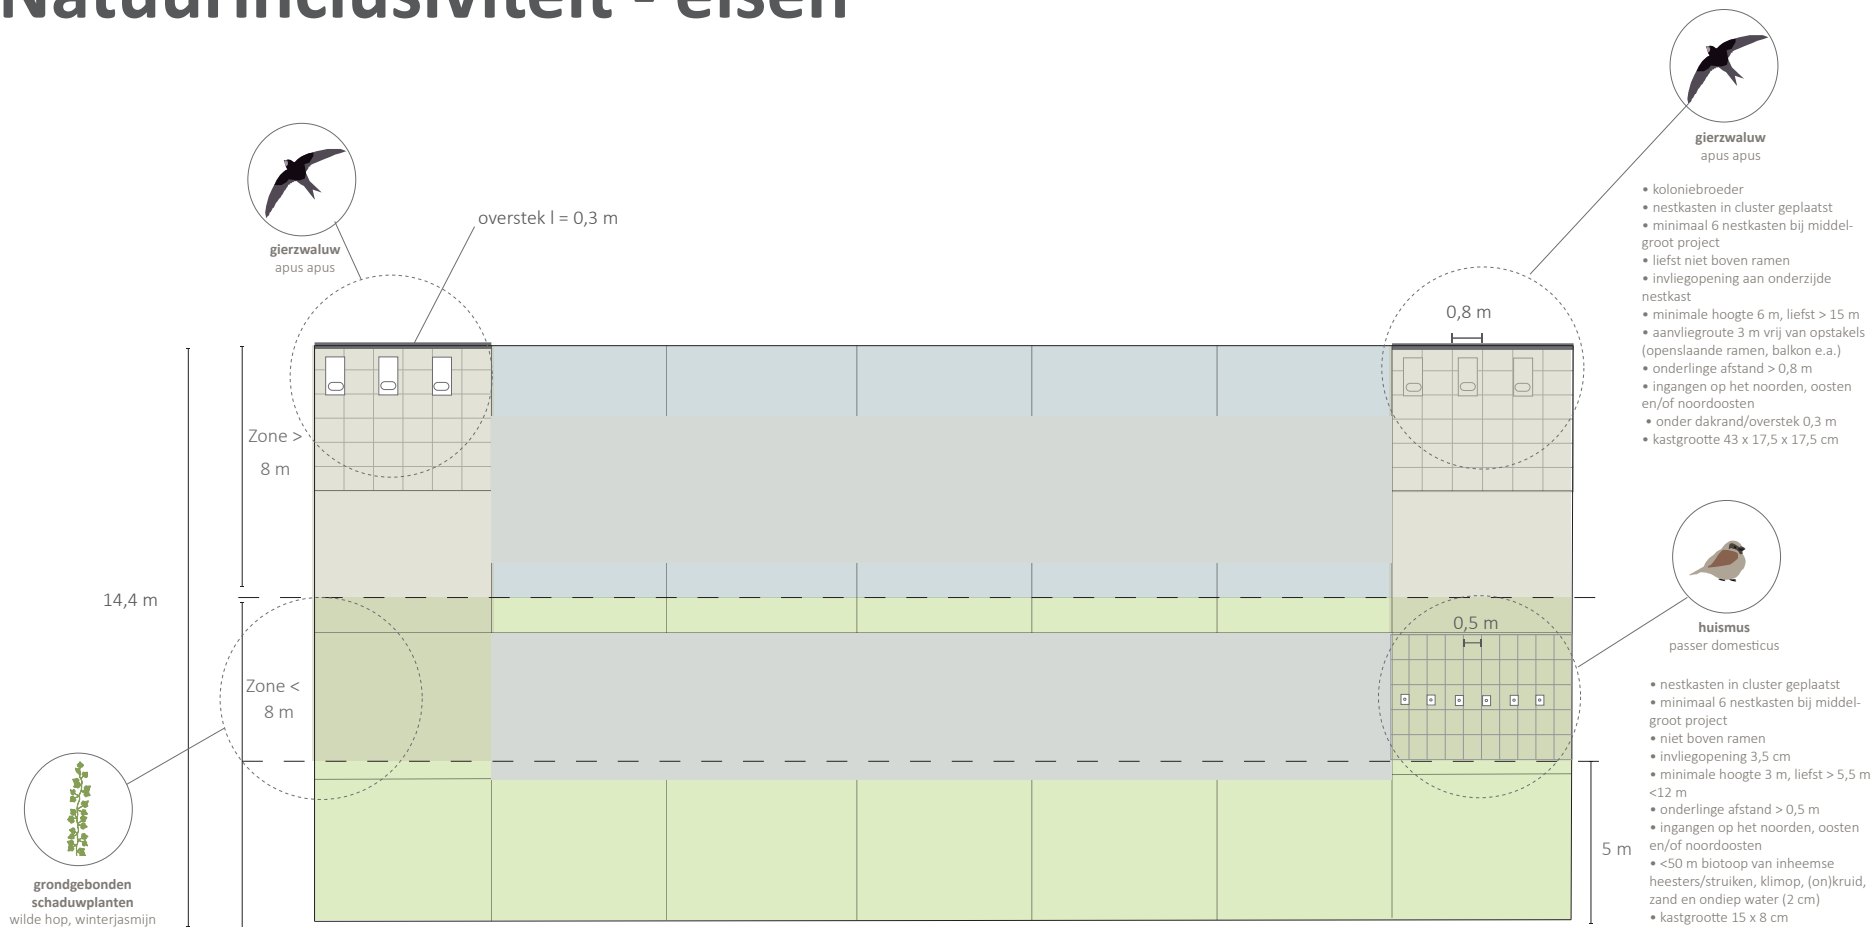 Natuurinclusiviteit - eisen
gierzwaluw
apus apus
overstek l = 0,3 m
Zone >
8 m
14,4 m
Zone <
8 m
grondgebonden
schaduwplanten
wilde hop, winterjasmijn
0,8 m
0,5 m
5 m
gierzwaluw
apus apus
• koloniebroeder
• nestkasten in cluster geplaatst
• minimaal 6 nestkasten bij middel-
groot project
• liefst niet boven ramen
• invliegopening aan onderzijde
nestkast
• minimale hoogte 6 m, liefst > 15 m
• aanvliegroute 3 m vrij van opstakels
(openslaande ramen, balkon e.a.)
• onderlinge afstand > 0,8 m
• ingangen op het noorden, oosten
en/of noordoosten
• onder dakrand/overstek 0,3 m
• kastgrootte 43 x 17,5 x 17,5 cm
huismus
passer domesticus
• nestkasten in cluster geplaatst
• minimaal 6 nestkasten bij middel-
groot project
• niet boven ramen
• invliegopening 3,5 cm
• minimale hoogte 3 m, liefst > 5,5 m
<12 m
• onderlinge afstand > 0,5 m
• ingangen op het noorden, oosten
en/of noordoosten
• <50 m biotoop van inheemse
heesters/struiken, klimop, (on)kruid,
zand en ondiep water (2 cm)
• kastgrootte 15 x 8 cm